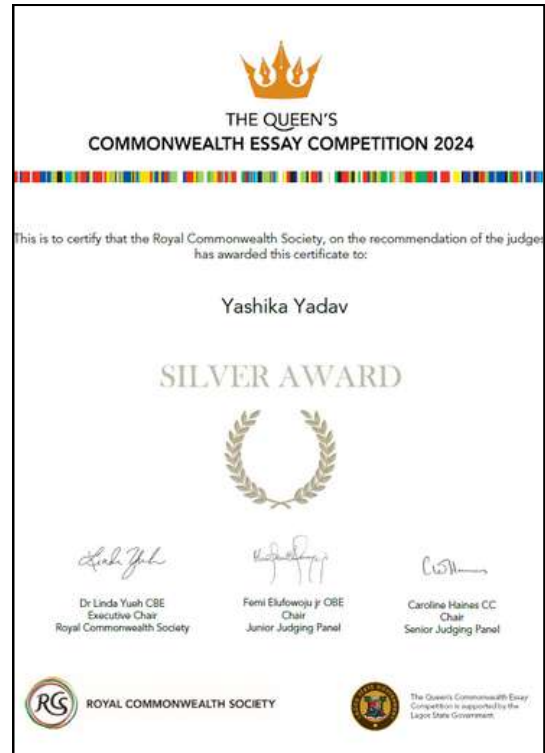 THE QUEEN'S
COMMONWEALTH ESSAY COMPETITION 2024
This is to certify that the Royal Commonwealth Society, on the recommendation of the judges
has awarded this certificate to:
Yashika Yadav
SILVER AWARD
Linda Yueh
Dr Linda Yueh CBE
Executive Chair
Royal Commonwealth Society
Femi Elufowoju jr OBE
Chair
Junior Judging Panel
Caroline Haines CC
Chair
Senior Judging Panel
RCS
ROYAL COMMONWEALTH SOCIETY
The Queen's Commonwealth Essay
Competition is supported by the
Lagos State Government.